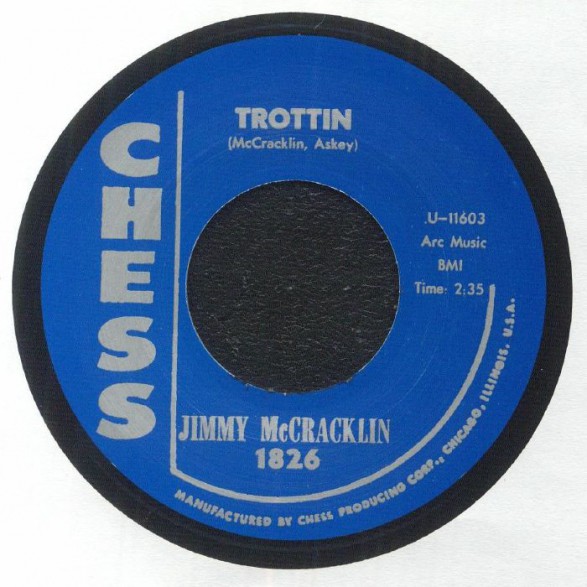 CHESS
TROTTIN
(McCracklin, Askey)
.U-11603
Arc Music
BMI
Time: 2:35
JIMMY McCRACKLIN
1826
MANUFACTURED BY CHESS PRODUCING CORP., CHICAGO, ILLINOIS, U.S.A.